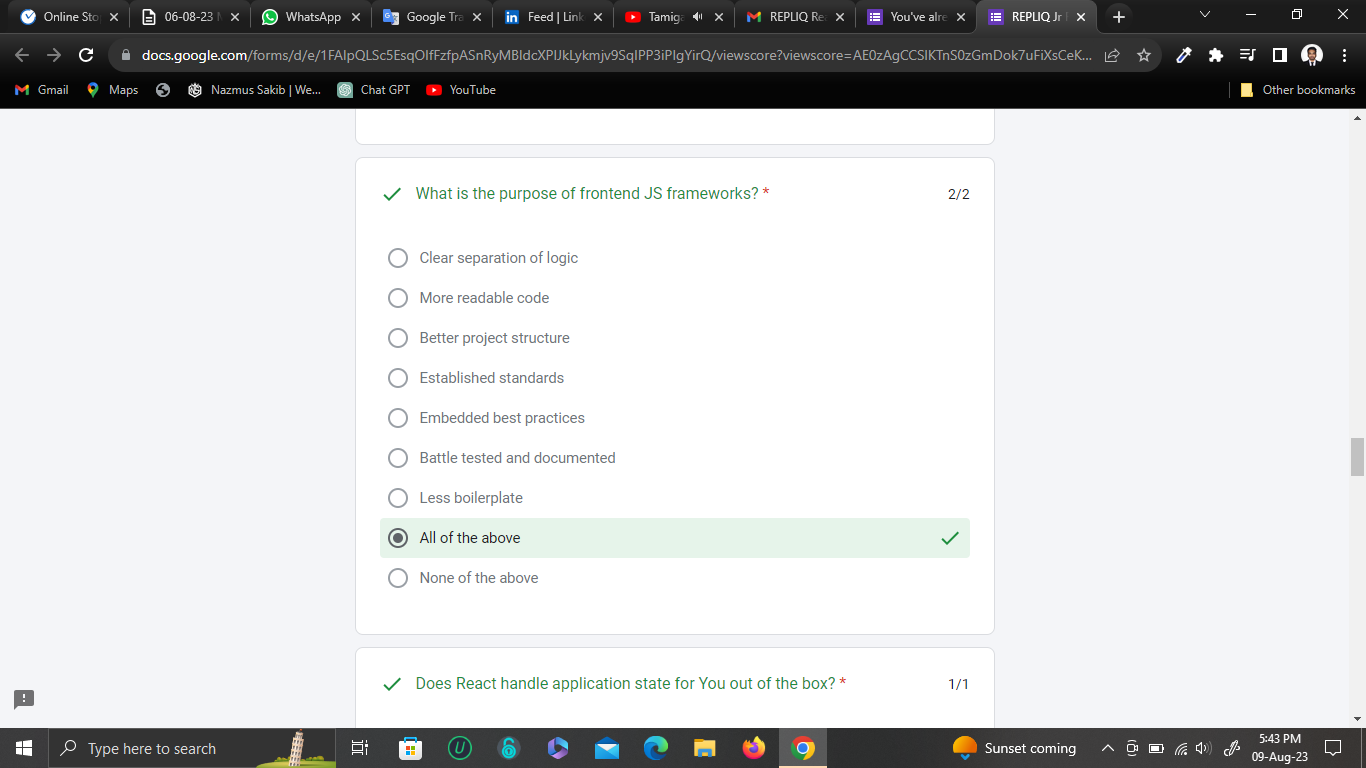 Online Sto
06-08-23
WhatsApp
Google Tra
Feed | Link
Tamiga
REPLIQ Re
You've alre
REPLIQ Jr
docs.google.com/forms/d/e/1FAIpQLSc5EsqOIfFzfpASnRyMBIdcXPIJkLykmjv9SqIPP3iPIgYirQ/viewscore?viewscore=AE0zAgCCSIKTnS0zGmDok7uFiXsCeK...
Gmail
Maps
Nazmus Sakib | We...
Chat GPT
YouTube
Other bookmarks
What is the purpose of frontend JS frameworks? *
2/2
Clear separation of logic
More readable code
Better project structure
Established standards
Embedded best practices
Battle tested and documented
Less boilerplate
All of the above
None of the above
Does React handle application state for You out of the box? *
1/1
Type here to search
Sunset coming
5:43 PM
09-Aug-23